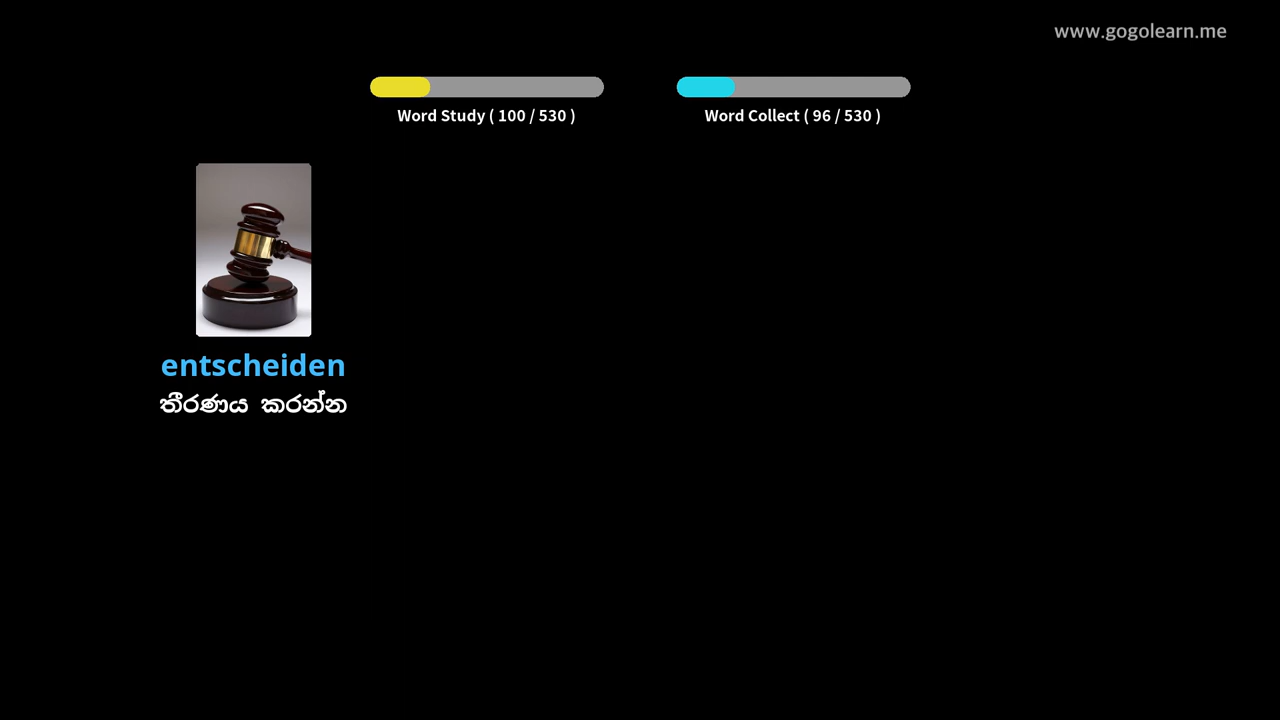 www.gogolearn.me
Word Study ( 100 / 530 )
Word Collect ( 96 / 530 )
entscheiden
තීරණය කරන්න